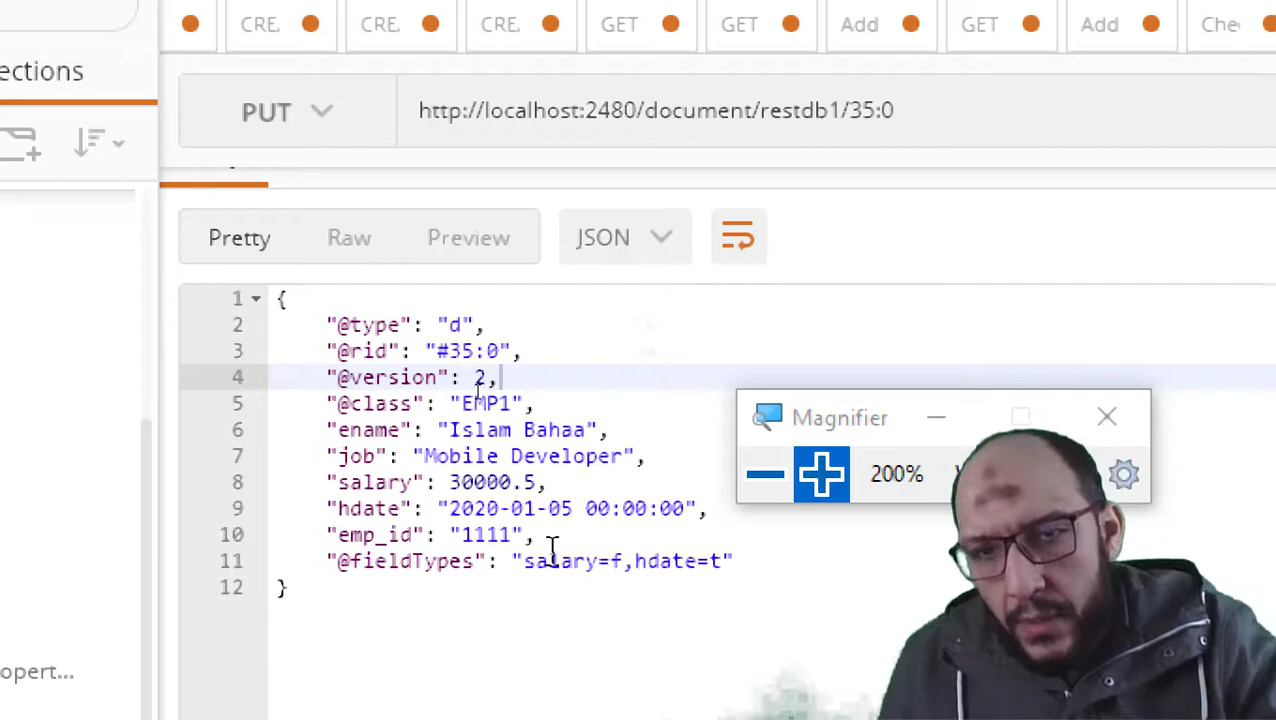 CRE. CRE. CRE. GET GET Add GET Add Che
ections
PUT http://localhost:2480/document/restdb1/35:0
Pretty Raw Preview JSON
1 {
2 "@type": "d",
3 "@rid": "#35:0",
4 "@version": 2,
5 "@class": "EMP1",
6 "ename": "Islam Bahaa",
7 "job": "Mobile Developer",
8 "salary": 30000.5,
9 "hdate": "2020-01-05 00:00:00",
10 "emp_id": "1111",
11 "@fieldTypes": "salary=f,hdate=t"
12 }
Magnifier
200%
opert...